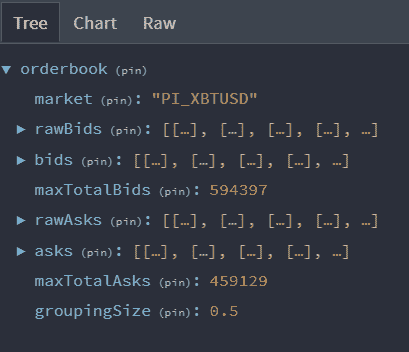 Tree Chart Raw
▼ orderbook (pin)
market (pin): "PI_XBTUSD"
▶ rawBids (pin): [[…], […], […], […], …]
▶ bids (pin): [[…], […], […], […], …]
maxTotalBids (pin): 594397
▶ rawAsks (pin): [[…], […], […], […], …]
▶ asks (pin): [[…], […], […], […], …]
maxTotalAsks (pin): 459129
groupingSize (pin): 0.5